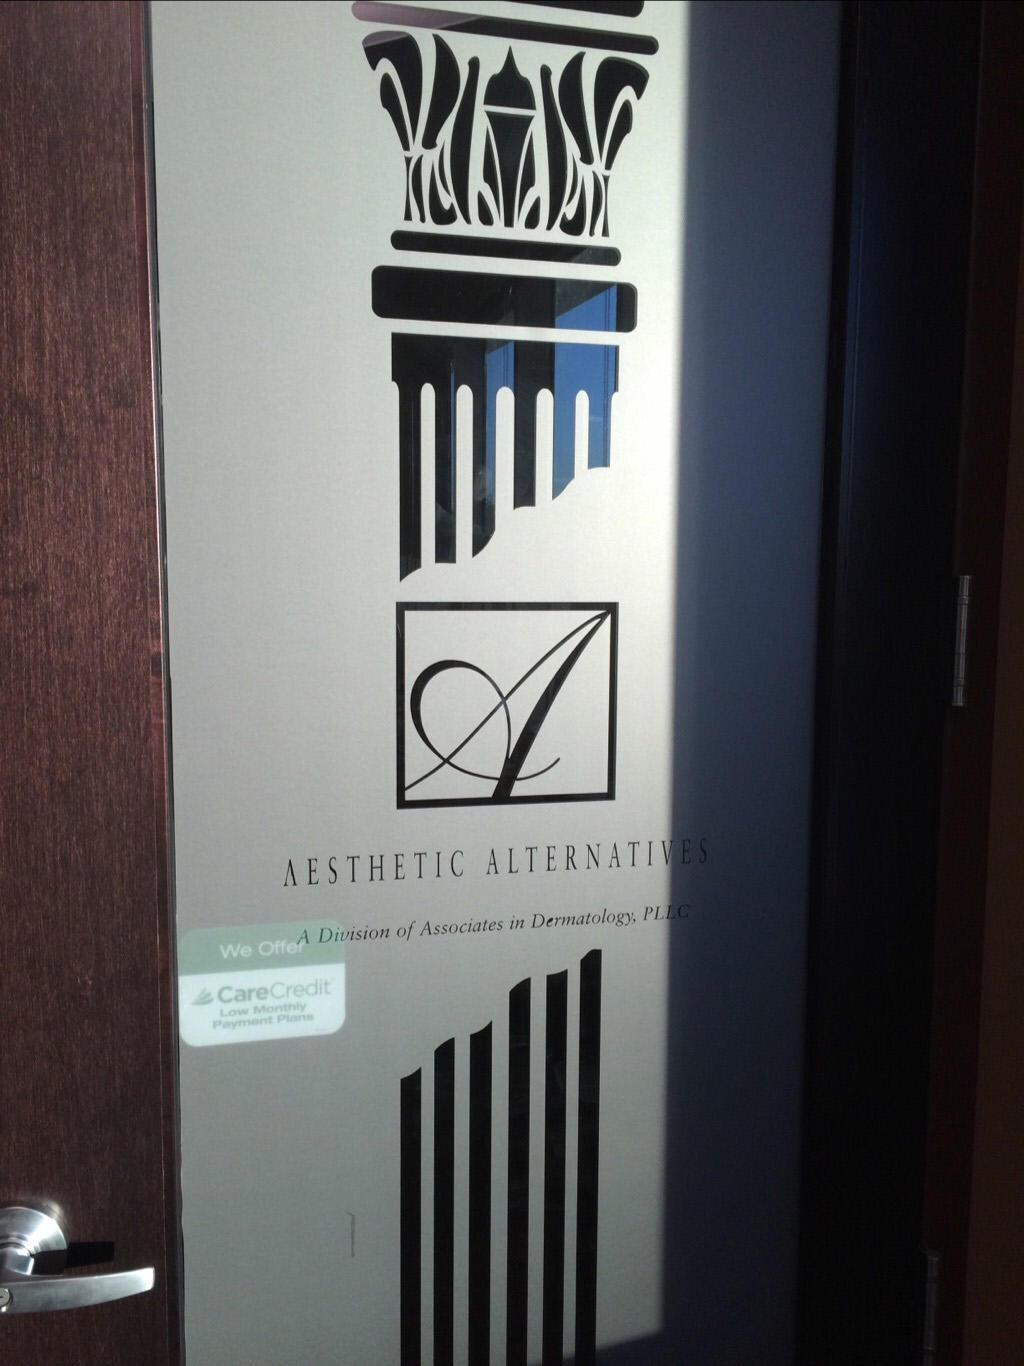 A
AESTHETIC ALTERNATIVES
A Division of Associates in Dermatology, PLLC
We Offer
CareCredit
Low Monthly
Payment Plans